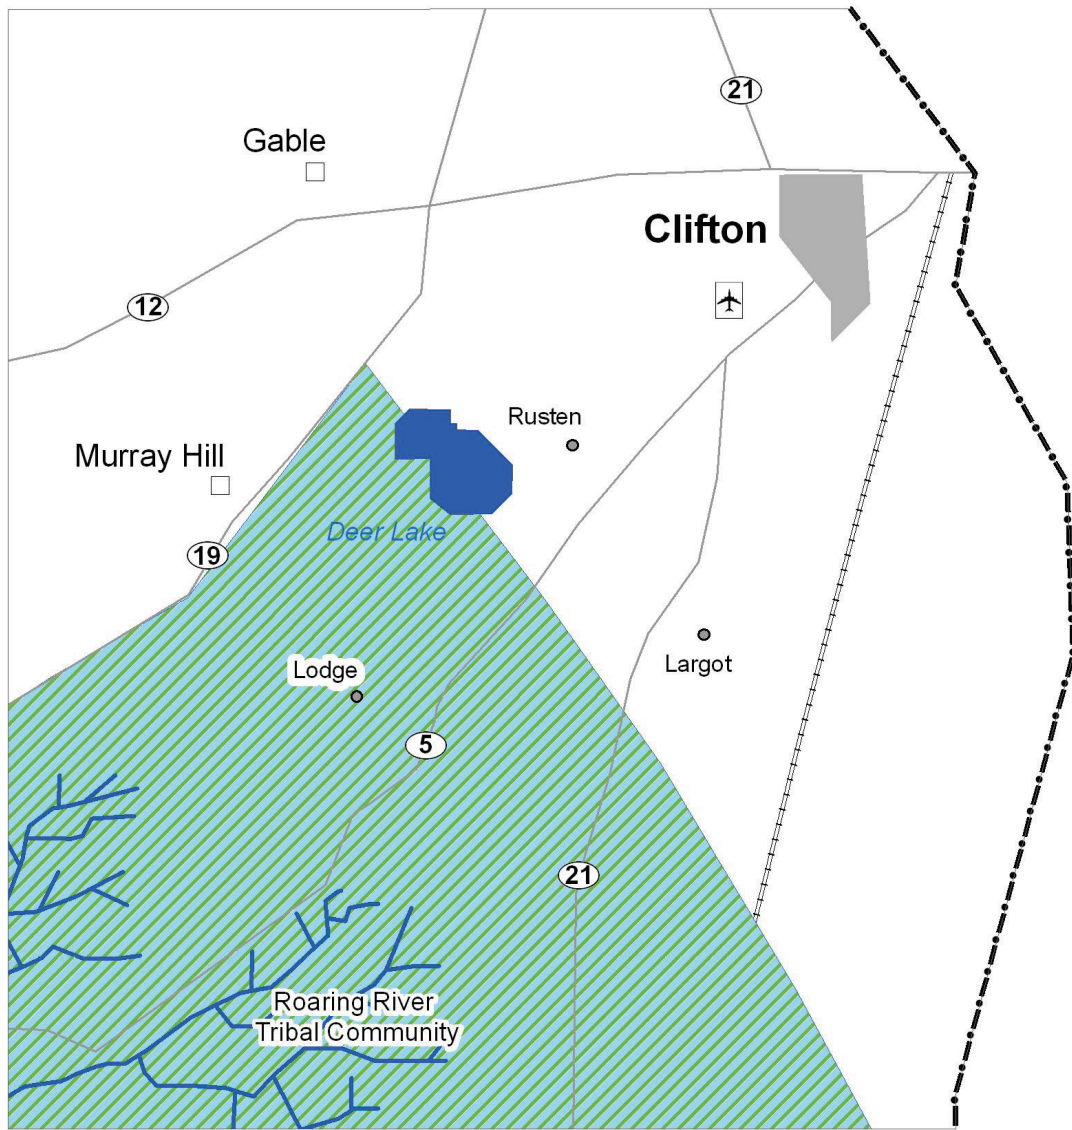 21
Gable
Clifton
12
Rusten
Murray Hill
Deer Lake
19
Lodge
Largot
5
21
Roaring River
Tribal Community